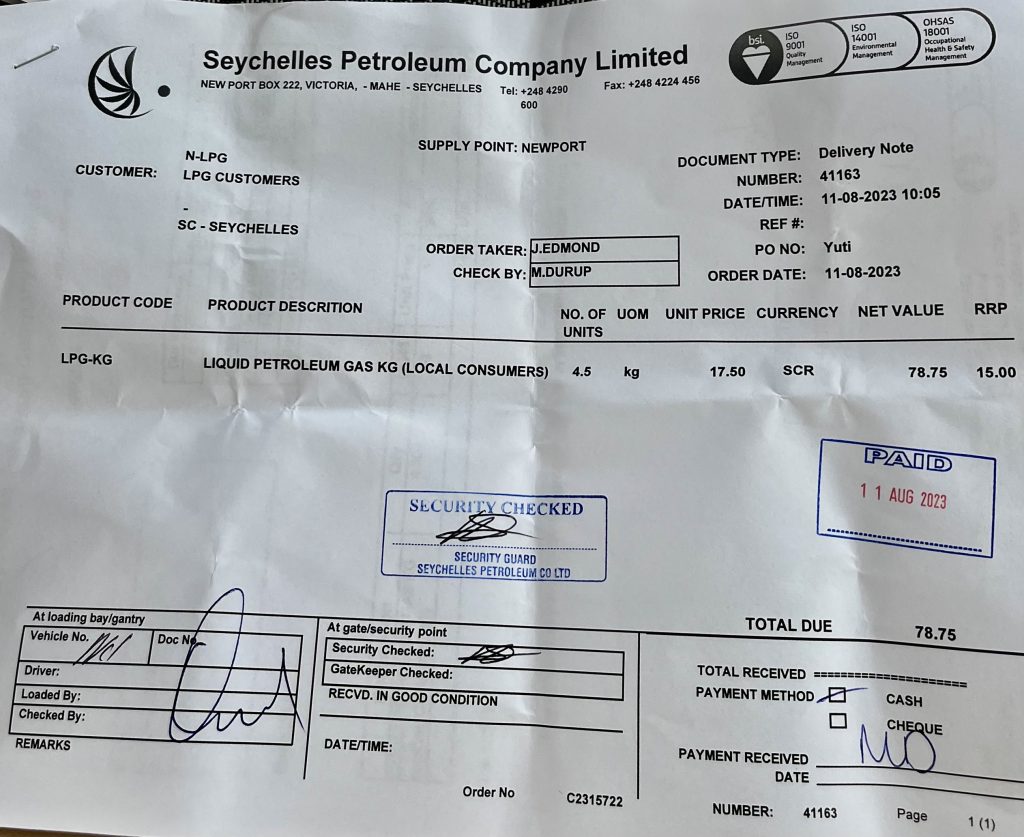 Seychelles Petroleum Company Limited
NEW PORT BOX 222, VICTORIA, - MAHE - SEYCHELLES Tel: +248 4290 600 Fax: +248 4224 456
bsi.
ISO 9001 Quality Management
ISO 14001 Environmental Management
OHSAS 18001 Occupational Health & Safety Management
SUPPLY POINT: NEWPORT
CUSTOMER: N-LPG
LPG CUSTOMERS
-
SC - SEYCHELLES
DOCUMENT TYPE: Delivery Note
NUMBER: 41163
DATE/TIME: 11-08-2023 10:05
REF #:
PO NO: Yuti
ORDER DATE: 11-08-2023
ORDER TAKER: J.EDMOND
CHECK BY: M.DURUP
PRODUCT CODE PRODUCT DESCRITION NO. OF UNITS UOM UNIT PRICE CURRENCY NET VALUE RRP
LPG-KG LIQUID PETROLEUM GAS KG (LOCAL CONSUMERS) 4.5 kg 17.50 SCR 78.75 15.00
PAID
11 AUG 2023
SECURITY CHECKED
SECURITY GUARD
SEYCHELLES PETROLEUM CO LTD
At loading bay/gantry
Vehicle No. Doc No
Driver:
Loaded By:
Checked By:
REMARKS
At gate/security point
Security Checked:
GateKeeper Checked:
RECVD. IN GOOD CONDITION
DATE/TIME:
Order No C2315722
TOTAL DUE 78.75
TOTAL RECEIVED ======================
PAYMENT METHOD CASH
CHEQUE
PAYMENT RECEIVED
DATE
NUMBER: 41163 Page 1 (1)